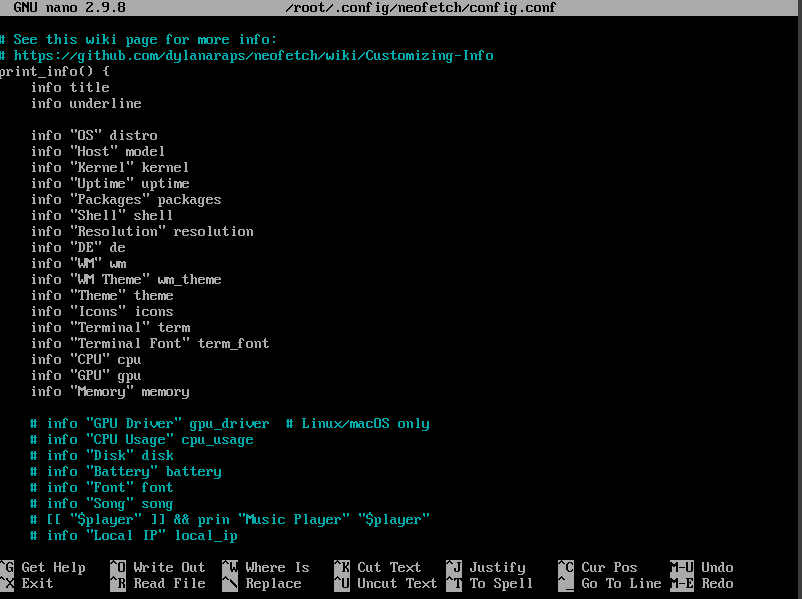 GNU nano 2.9.8 /root/.config/neofetch/config.conf
# See this wiki page for more info:
# https://github.com/dylanaraps/neofetch/wiki/Customizing-Info
print_info() {
info title
info underline
info "OS" distro
info "Host" model
info "Kernel" kernel
info "Uptime" uptime
info "Packages" packages
info "Shell" shell
info "Resolution" resolution
info "DE" de
info "WM" wm
info "WM Theme" wm_theme
info "Theme" theme
info "Icons" icons
info "Terminal" term
info "Terminal Font" term_font
info "CPU" cpu
info "GPU" gpu
info "Memory" memory
# info "GPU Driver" gpu_driver # Linux/macOS only
# info "CPU Usage" cpu_usage
# info "Disk" disk
# info "Battery" battery
# info "Font" font
# info "Song" song
# [[ "$player" ]] && prin "Music Player" "$player"
# info "Local IP" local_ip
^G Get Help ^O Write Out ^W Where Is ^K Cut Text ^J Justify ^C Cur Pos M-U Undo
^X Exit ^R Read File ^\ Replace ^U Uncut Text ^T To Spell ^_ Go To Line M-E Redo